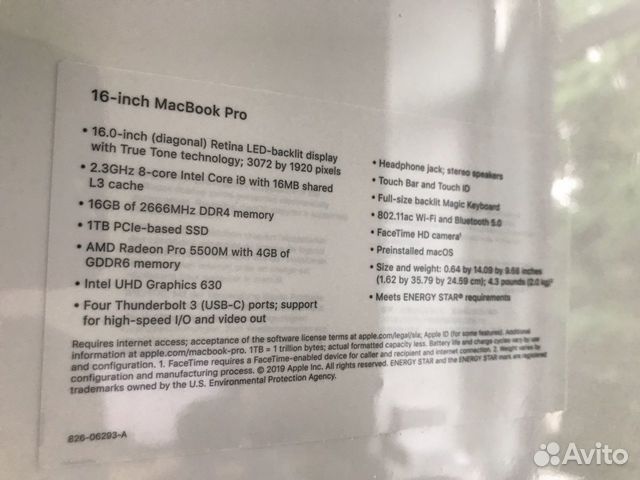 16-inch MacBook Pro
• 16.0-inch (diagonal) Retina LED-backlit display
with True Tone technology; 3072 by 1920 pixels
• 2.3GHz 8-core Intel Core i9 with 16MB shared
L3 cache
• 16GB of 2666MHz DDR4 memory
• 1TB PCIe-based SSD
• AMD Radeon Pro 5500M with 4GB of
GDDR6 memory
• Intel UHD Graphics 630
• Four Thunderbolt 3 (USB-C) ports; support
for high-speed I/O and video out
• Headphone jack; stereo speakers
• Touch Bar and Touch ID
• Full-size backlit Magic Keyboard
• 802.11ac Wi-Fi and Bluetooth 5.0
• FaceTime HD camera¹
• Preinstalled macOS
• Size and weight: 0.64 by 14.09 by 9.68 inches
(1.62 by 35.79 by 24.59 cm); 4.3 pounds (2.0 kg)²
• Meets ENERGY STAR® requirements
Requires internet access; acceptance of the software license terms at apple.com/legal/sla; Apple ID (for some features). Additional
information at apple.com/macbook-pro. 1TB = 1 trillion bytes; actual formatted capacity less. Battery life and charge cycles vary by use
and configuration. 1. FaceTime requires a FaceTime-enabled device for caller and recipient and internet connection. 2. Weight varies by
configuration and manufacturing process. © 2019 Apple Inc. All rights reserved. ENERGY STAR and the ENERGY STAR mark are registered
trademarks owned by the U.S. Environmental Protection Agency.
826-06293-A
Avito